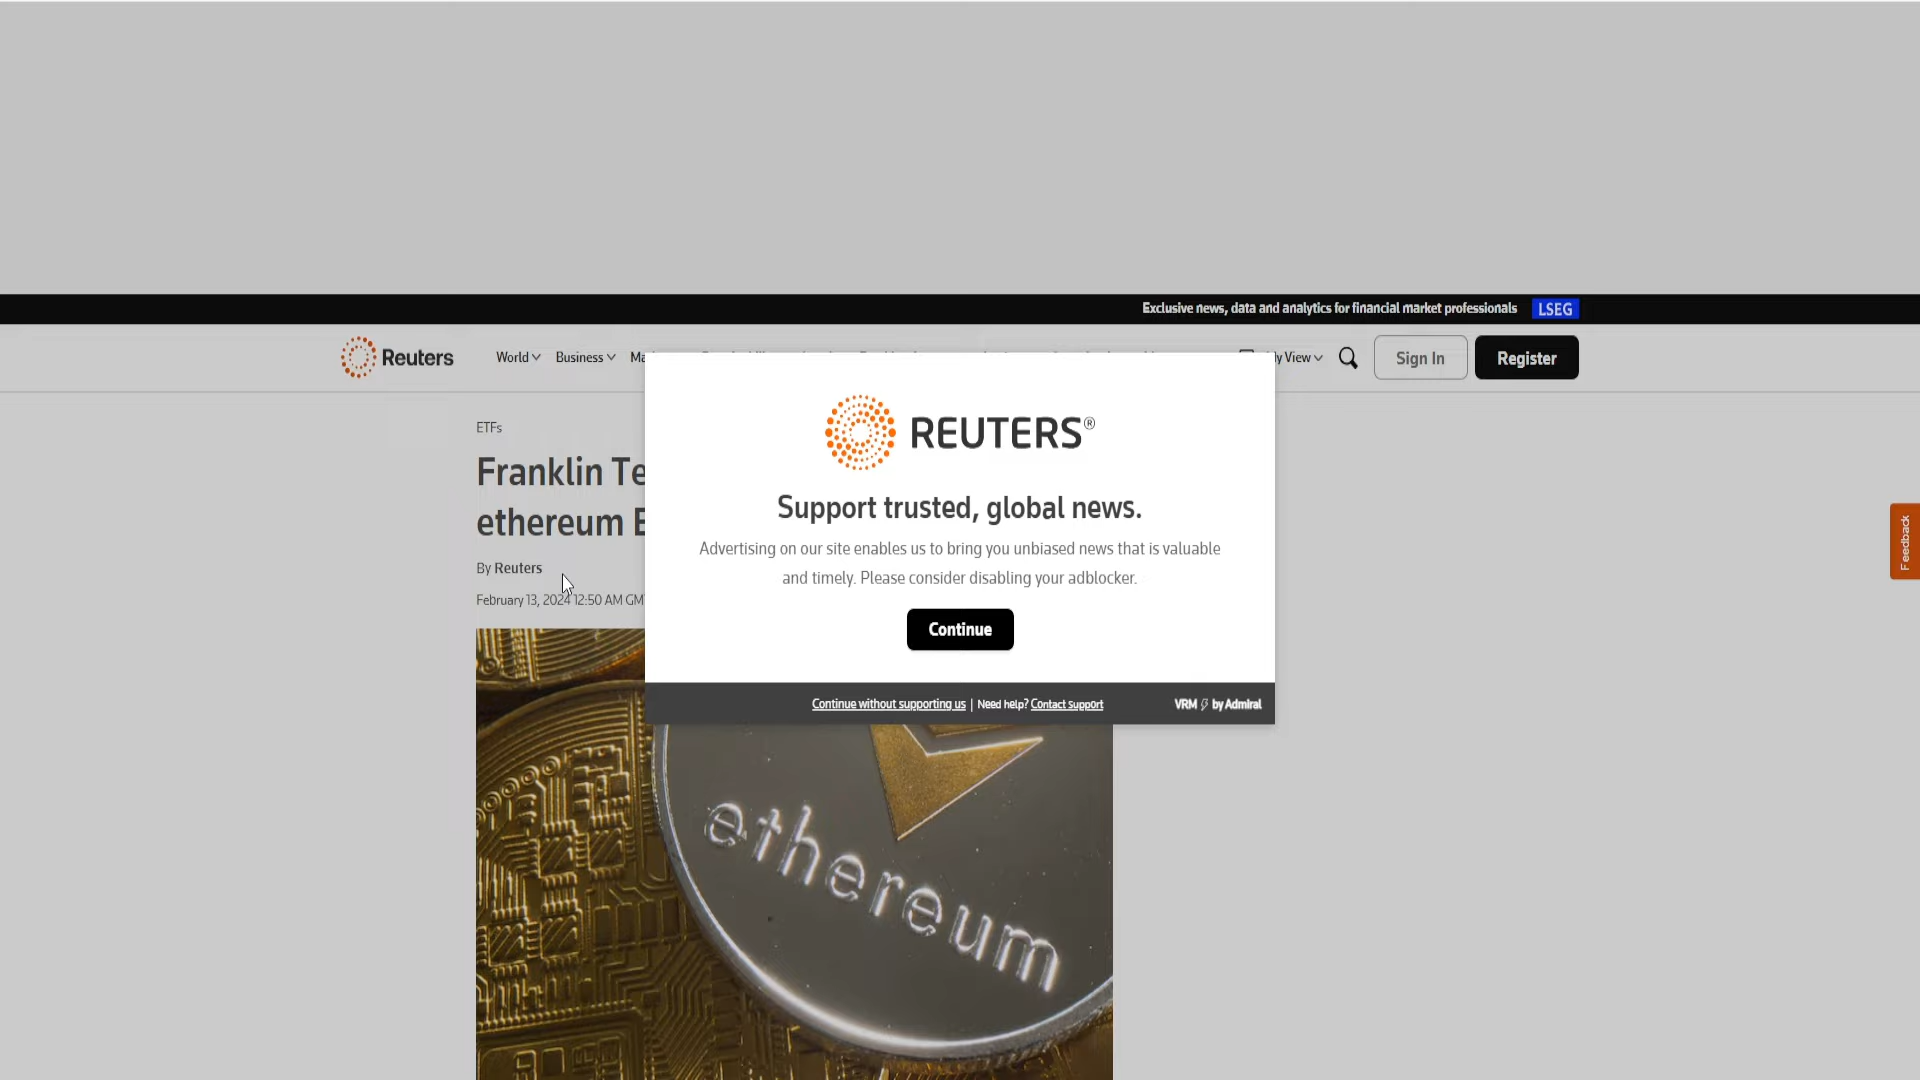 Exclusive news, data and analytics for financial market professionals LSEG
Reuters World Business My View Sign In Register
ETFs
Franklin
ethereum
By Reuters
February 13, 2024 12:50 AM
REUTERS®
Support trusted, global news.
Advertising on our site enables us to bring you unbiased news that is valuable
and timely. Please consider disabling your adblocker.
Continue
Continue without supporting us | Need help? Contact support VRM by Admiral
Feedback
ethereum